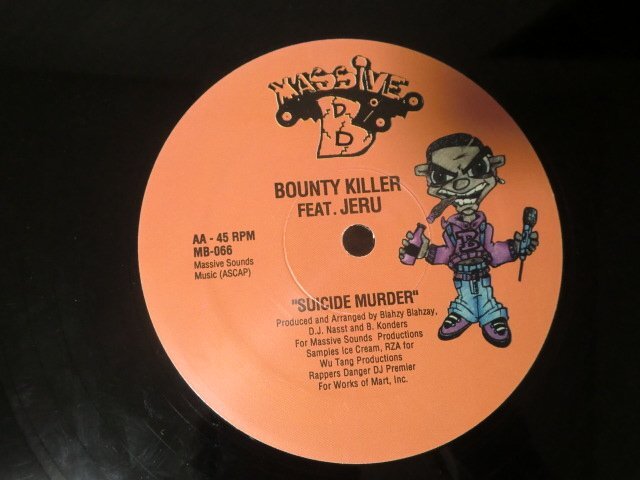 MASSIVE
B
D
D
BOUNTY KILLER
FEAT. JERU
AA - 45 RPM
MB-066
Massive Sounds
Music (ASCAP)
"SUICIDE MURDER"
Produced and Arranged by Blahzy Blahzay,
D.J. Nasst and B. Konders
For Massive Sounds Productions
Samples Ice Cream, RZA for
Wu Tang Productions
Rappers Danger DJ Premier
For Works of Mart, Inc.
B